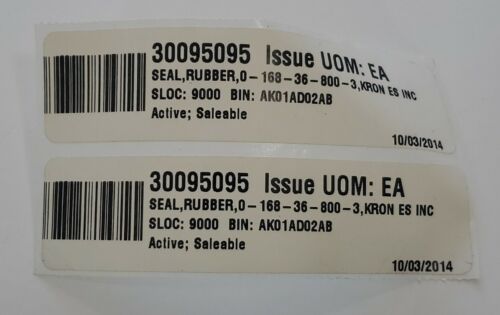 30095095 Issue UOM: EA
SEAL,RUBBER,0-168-36-800-3,KRON ES INC
SLOC: 9000 BIN: AK01AD02AB
Active; Saleable
10/03/2014
30095095 Issue UOM: EA
SEAL,RUBBER,0-168-36-800-3,KRON ES INC
SLOC: 9000 BIN: AK01AD02AB
Active; Saleable
10/03/2014